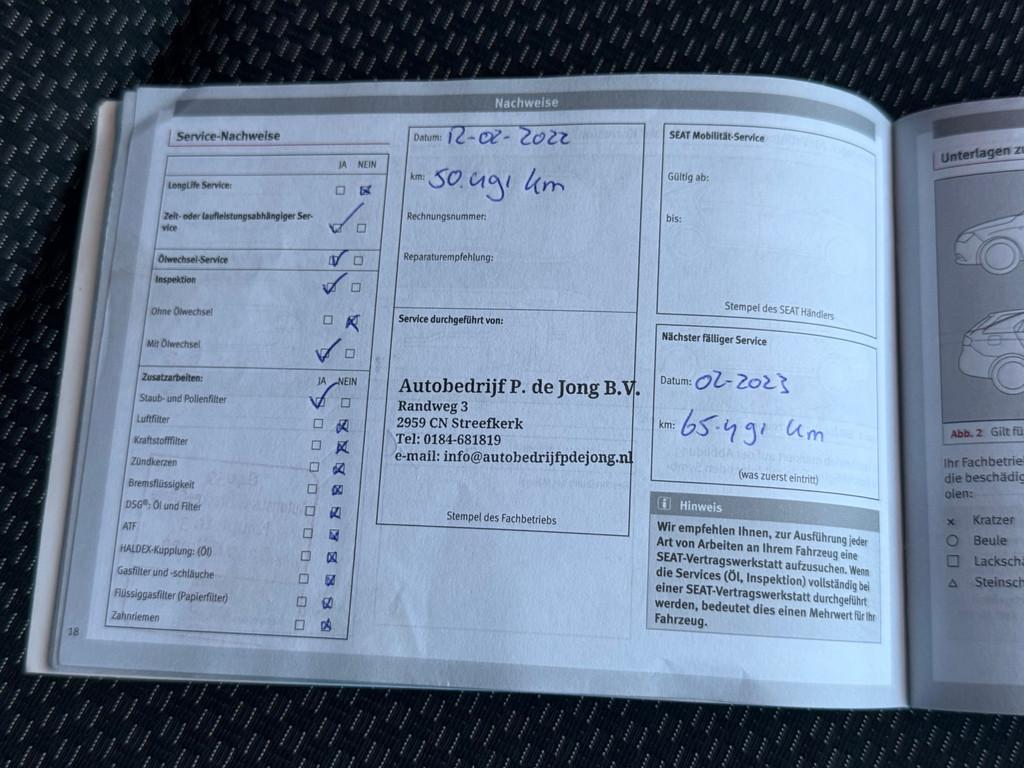 Nachweise
Service-Nachweise
JA NEIN
LongLife Service:
Zeit- oder laufleistungsabhängiger Ser-
vice
Ölwechsel-Service
Inspektion
Ohne Ölwechsel
Mit Ölwechsel
Zusatzarbeiten: JA NEIN
Staub- und Pollenfilter
Luftfilter
Kraftstofffilter
Zündkerzen
Bremsflüssigkeit
DSG®: Öl und Filter
ATF
HALDEX-Kupplung: (Öl)
Gasfilter und -schläuche
Flüssiggasfilter (Papierfilter)
Zahnriemen
18
Datum: 12-02-2022
km: 50.491 km
Rechnungsnummer:
Reparaturempfehlung:
Service durchgeführt von:
Autobedrijf P. de Jong B.V.
Randweg 3
2959 CN Streefkerk
Tel: 0184-681819
e-mail: info@autobedrijfpdejong.nl
Stempel des Fachbetriebs
SEAT Mobilität-Service
Gültig ab:
bis:
Stempel des SEAT Händlers
Nächster fälliger Service
Datum: 02-2023
km: 65.491 km
(was zuerst eintritt)
Hinweis
Wir empfehlen Ihnen, zur Ausführung jeder
Art von Arbeiten an Ihrem Fahrzeug eine
SEAT-Vertragswerkstatt aufzusuchen. Wenn
die Services (Öl, Inspektion) vollständig bei
einer SEAT-Vertragswerkstatt durchgeführt
werden, bedeutet dies einen Mehrwert für Ihr
Fahrzeug.
Unterlagen
Abb. 2 Gilt
Ihr
die
olen:
Kratzer
Beule